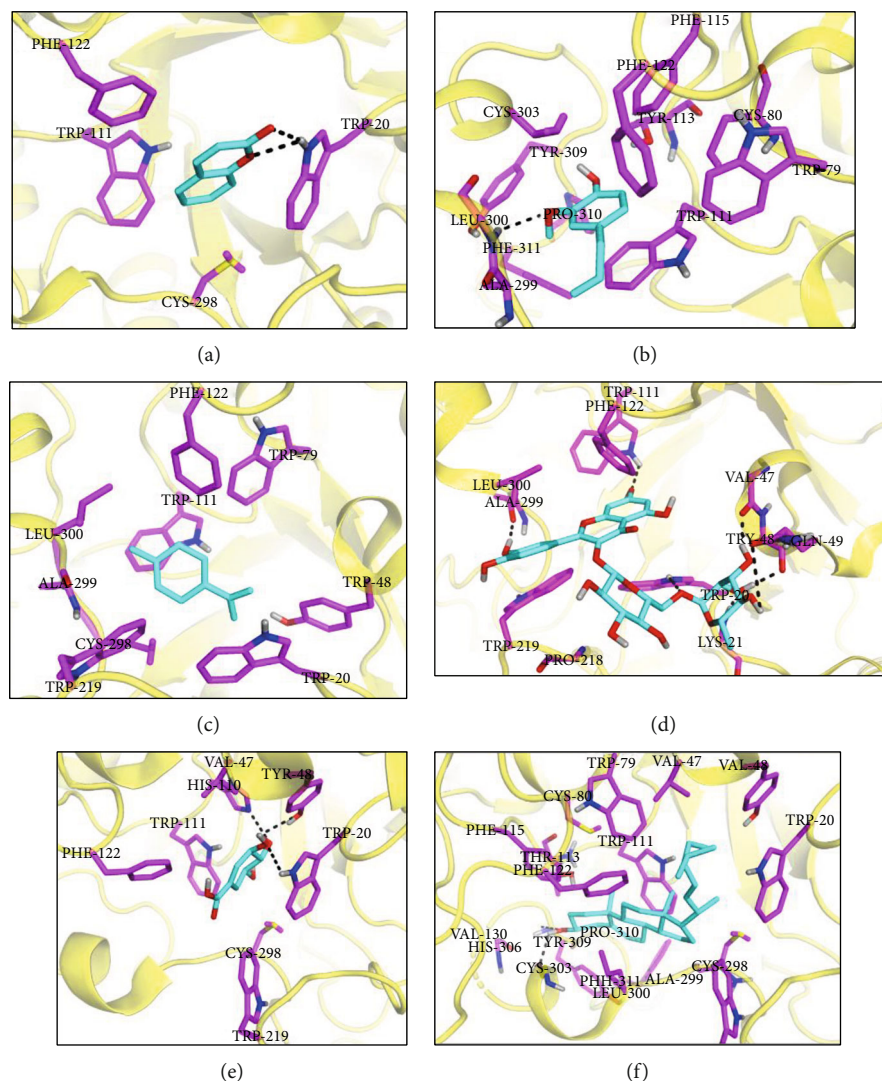 PHE-122
TRP-111
TRP-20
CYS-298
(a)
PHE-115
PHE-122
CYS-303
TYR-113
CYS-80
TYR-309
TRP-79
LEU-300
PRO-310
TRP-111
PHE-311
ALA-299
(b)
PHE-122
TRP-79
TRP-111
LEU-300
ALA-299
TRP-48
CYS-298
TRP-219
TRP-20
(c)
TRP-111
PHE-122
VAL-47
LEU-300
ALA-299
TRY-48
GLN-49
TRP-20
TRP-219
LYS-21
PRO-218
(d)
VAL-47
HIS-110
TYR-48
TRP-111
TRP-20
PHE-122
CYS-298
TRP-219
(e)
TRP-79
VAL-47
VAL-48
CYS-80
PHE-115
TRP-111
TRP-20
THR-113
PHE-122
VAL-130
PRO-310
HIS-306
TYR-309
CYS-303
CYS-298
PHH-311
ALA-299
LEU-300
(f)